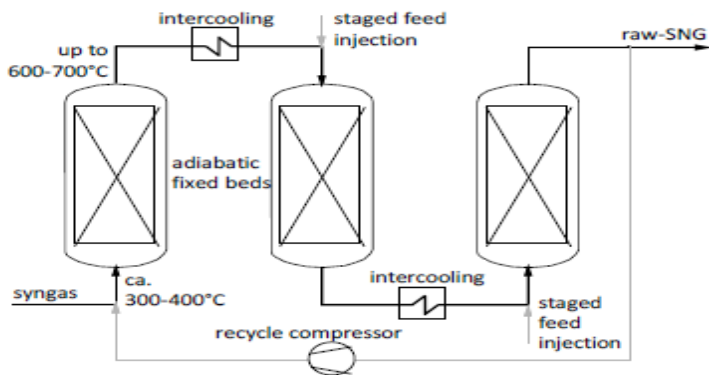 intercooling
staged feed
injection
raw-SNG
up to
600-700°C
adiabatic
fixed beds
intercooling
syngas
ca.
300-400°C
staged
feed
injection
recycle compressor